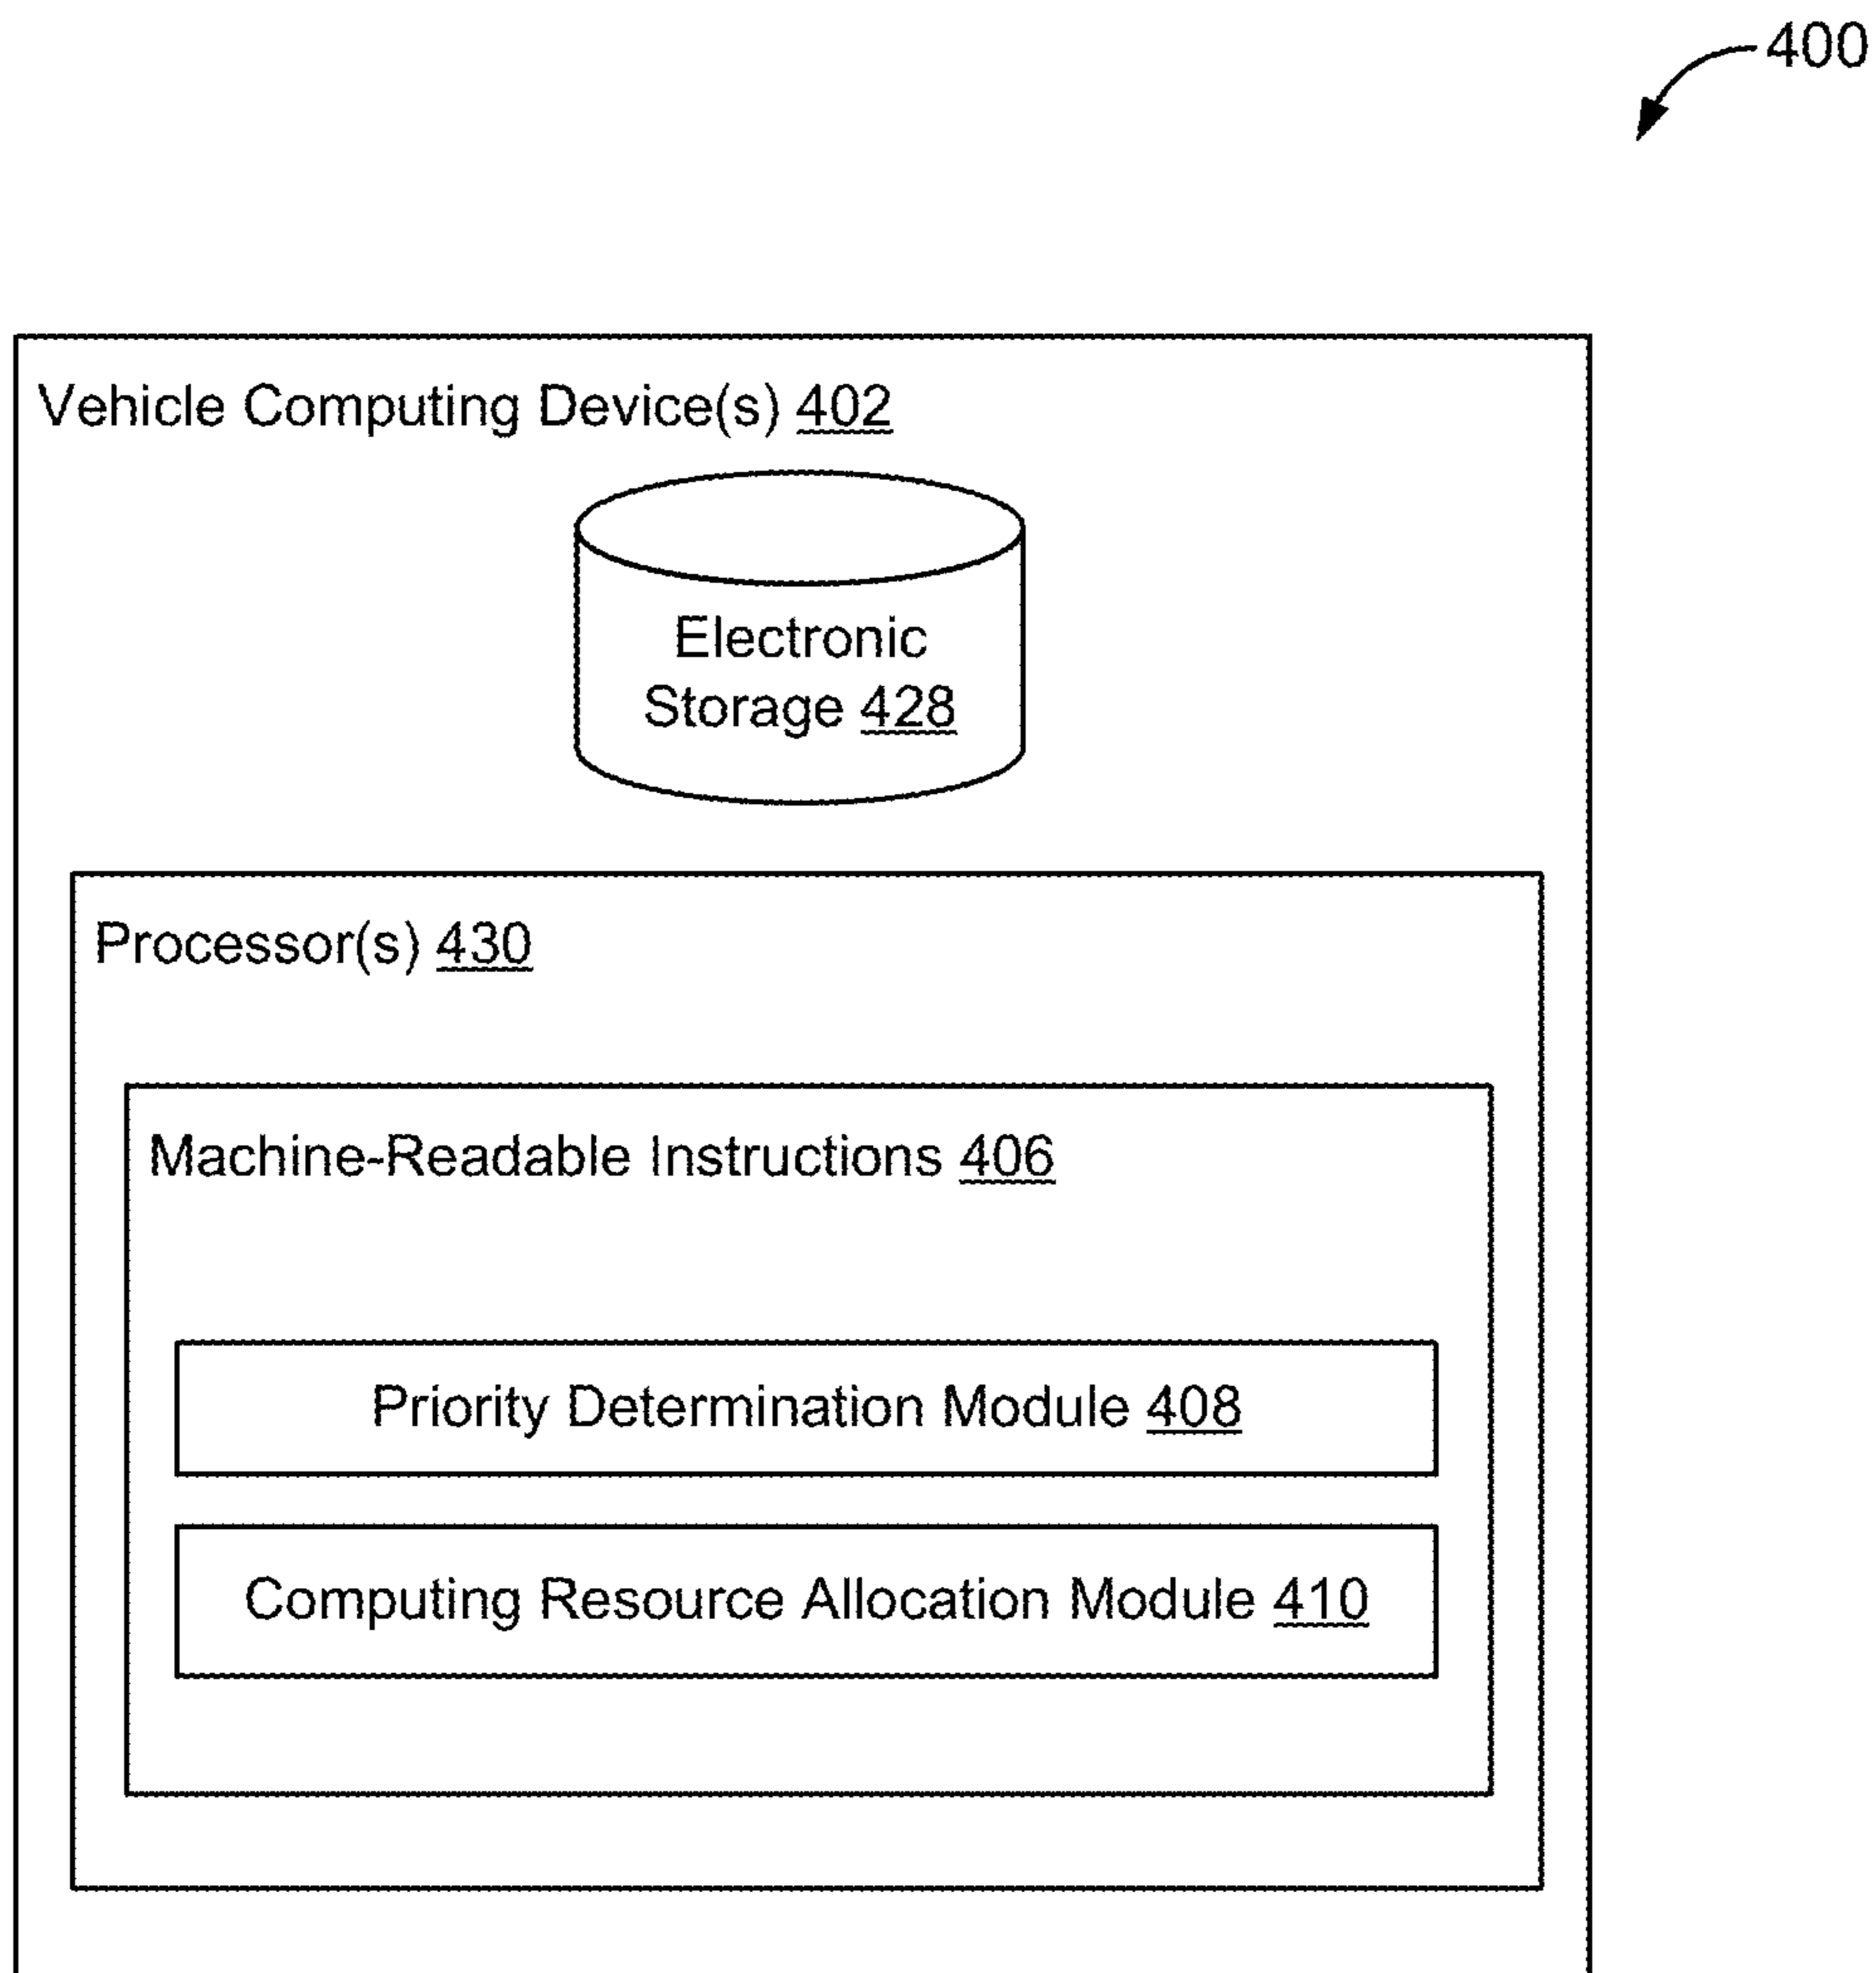 400
Vehicle Computing Device(s) 402
Electronic
Storage 428
Processor(s) 430
Machine-Readable Instructions 406
Priority Determination Module 408
Computing Resource Allocation Module 410